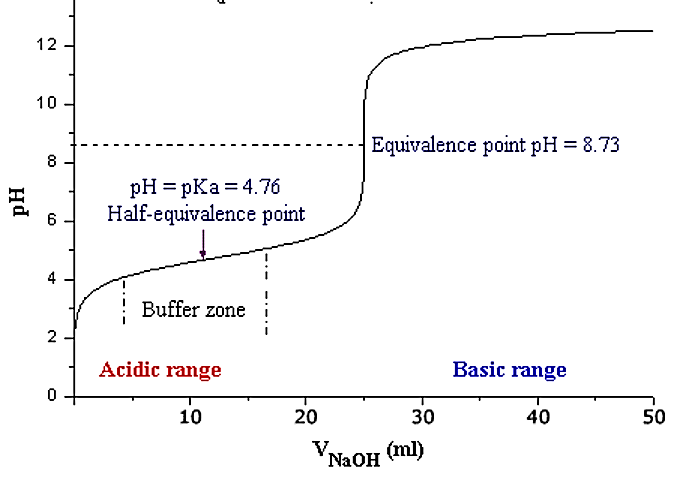 12
10
8
6
4
2
0
pH
Equivalence point pH = 8.73
pH = pKa = 4.76
Half-equivalence point
Buffer zone
Acidic range
Basic range
10
20
30
40
50
V NaOH (ml)